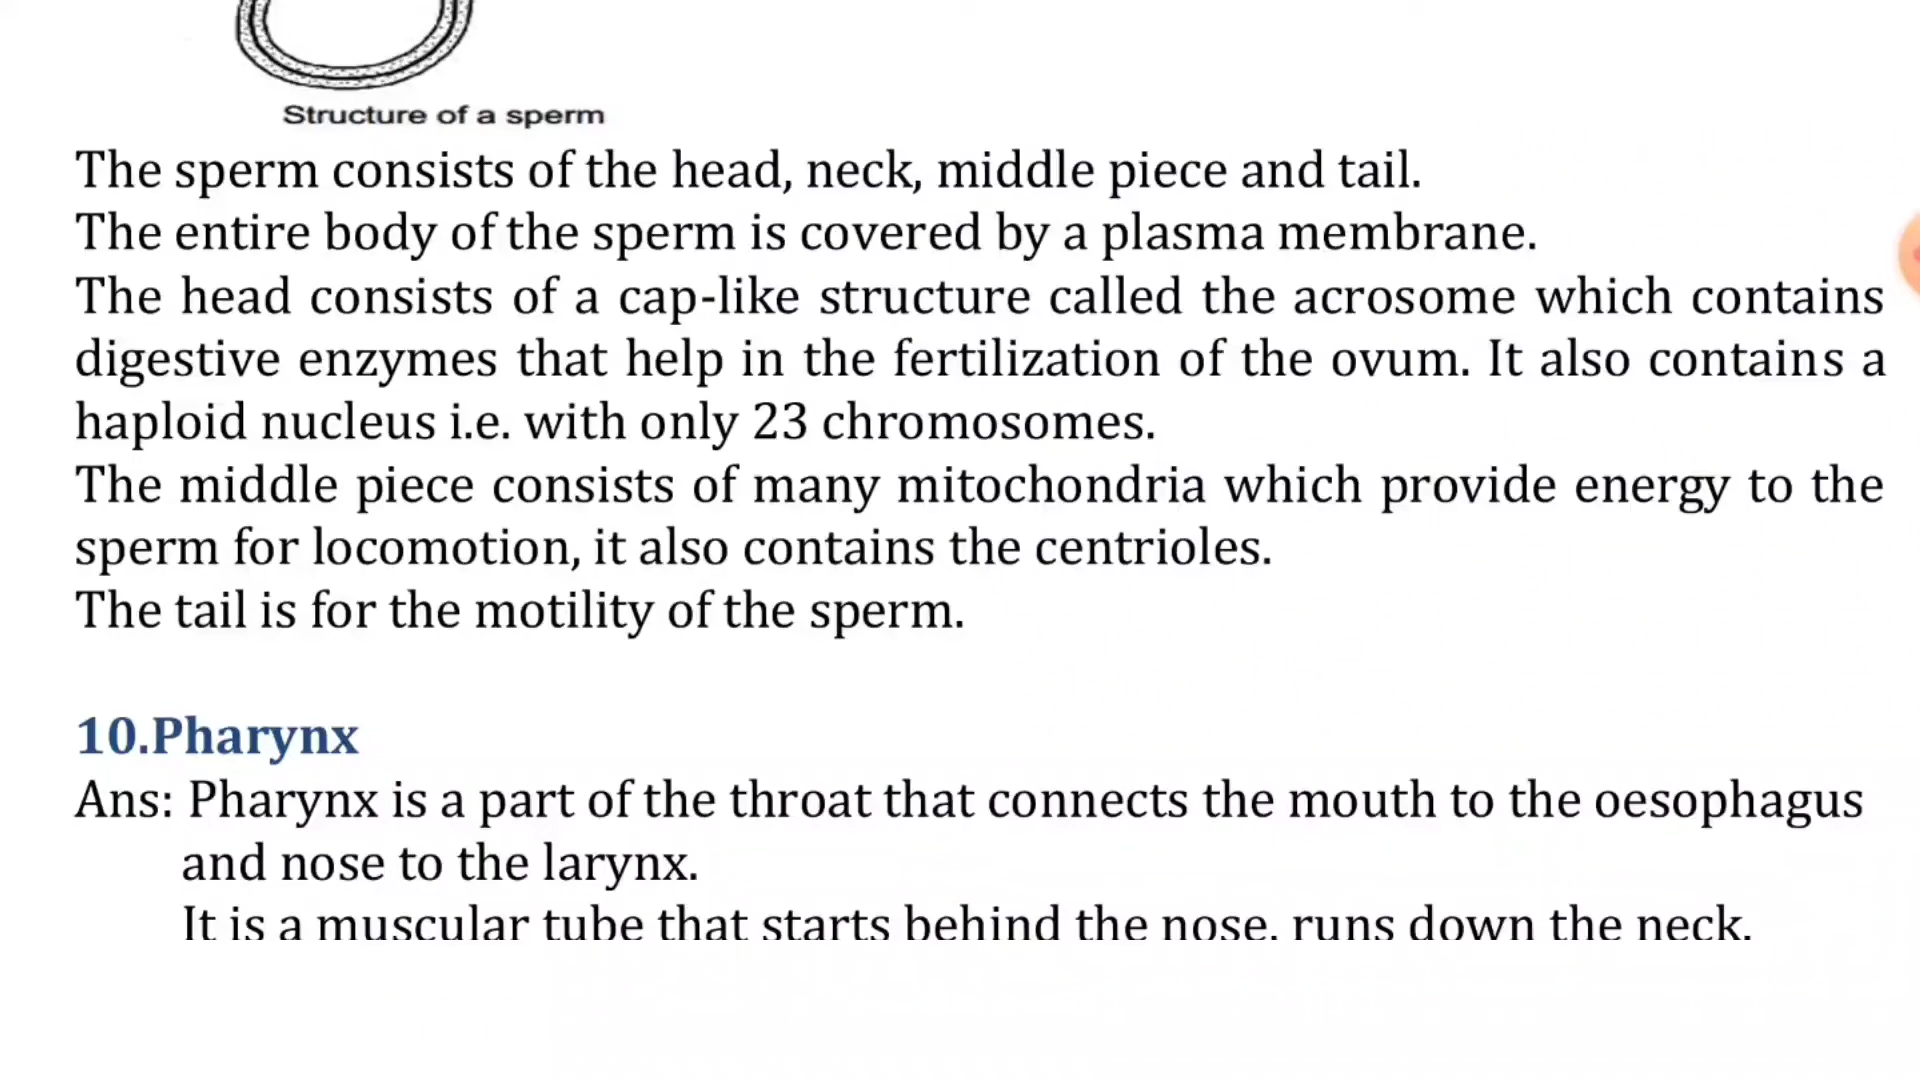 Structure of a sperm
The sperm consists of the head, neck, middle piece and tail.
The entire body of the sperm is covered by a plasma membrane.
The head consists of a cap-like structure called the acrosome which contains
digestive enzymes that help in the fertilization of the ovum. It also contains a
haploid nucleus i.e. with only 23 chromosomes.
The middle piece consists of many mitochondria which provide energy to the
sperm for locomotion, it also contains the centrioles.
The tail is for the motility of the sperm.
10.Pharynx
Ans: Pharynx is a part of the throat that connects the mouth to the oesophagus
and nose to the larynx.
It is a muscular tube that starts behind the nose, runs down the neck,